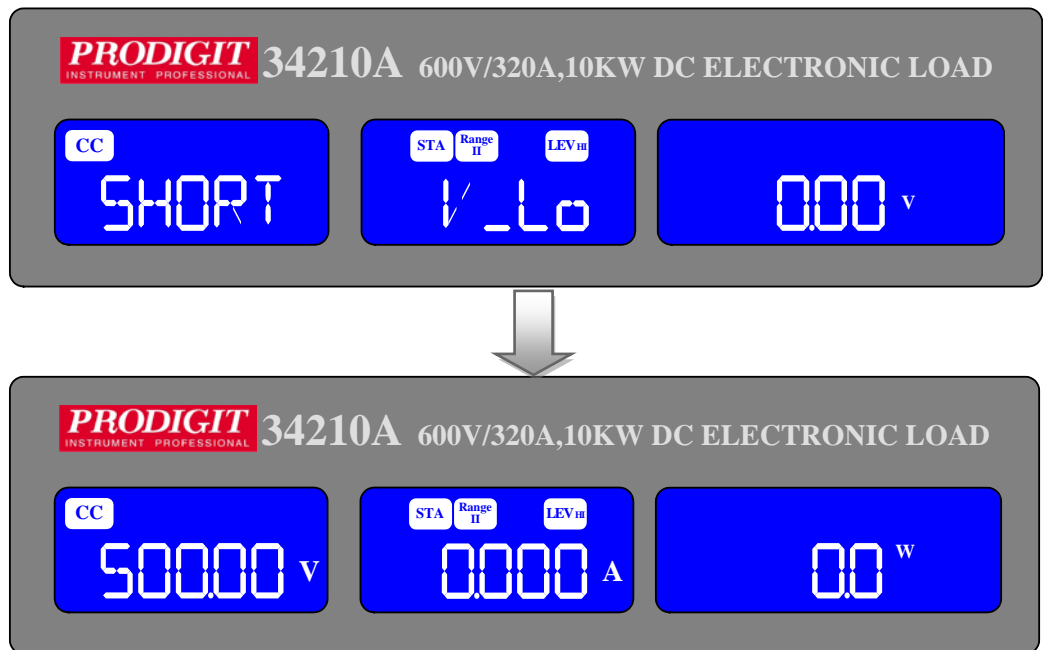 PRODIGIT 34210A 600V/320A,10KW DC ELECTRONIC LOAD
INSTRUMENT PROFESSIONAL
CC STA Range II LEV HI
SHORT V_Lo 0.00 V
PRODIGIT 34210A 600V/320A,10KW DC ELECTRONIC LOAD
INSTRUMENT PROFESSIONAL
CC STA Range II LEV HI
500.00 V 0.000 A 0.0 W